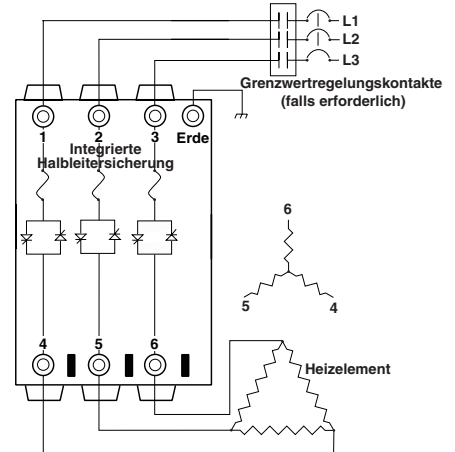 L1
L2
L3
Grenzwertregelungskontakte
(falls erforderlich)
1
2
3
Erde
Integrierte
Halbleitersicherung
6
5
4
4
5
6
Heizelement